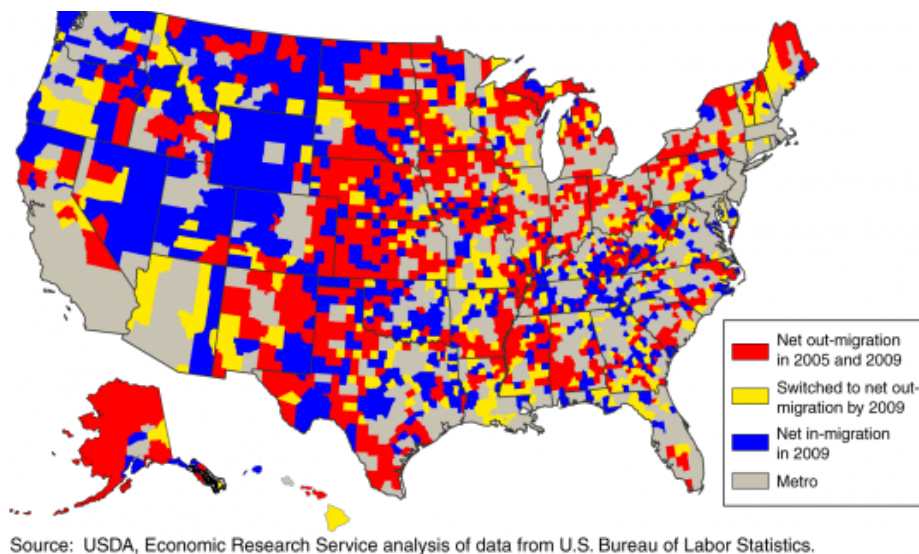 Net out-migration
in 2005 and 2009
Switched to net out-
migration by 2009
Net in-migration
in 2009
Metro
Source: USDA, Economic Research Service analysis of data from U.S. Bureau of Labor Statistics.